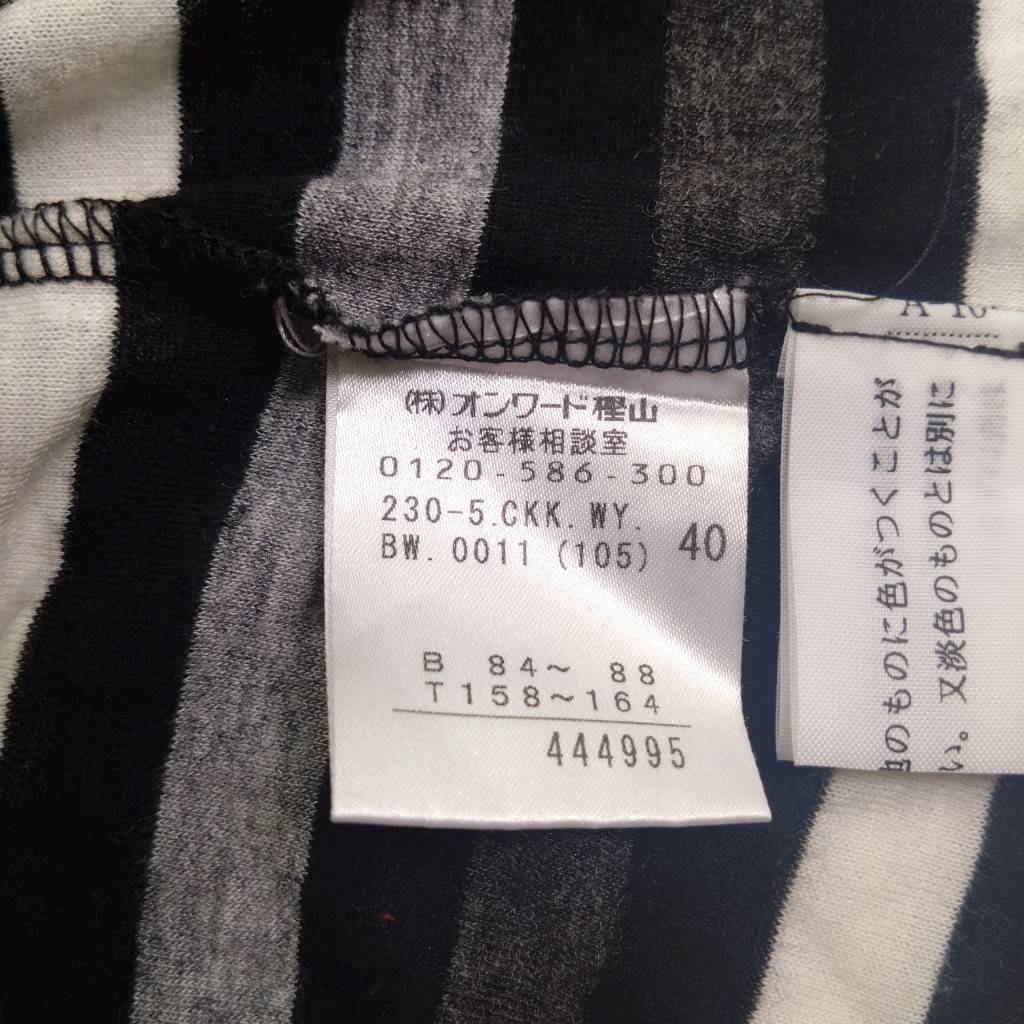 (株)オンワード樫山
お客様相談室
0120-586-300
230-5.CKK.WY.
BW.0011 (105) 40
B 84～ 88
T 158～164
444995
い。又淡色のものとは別に
のものに色がつくことが